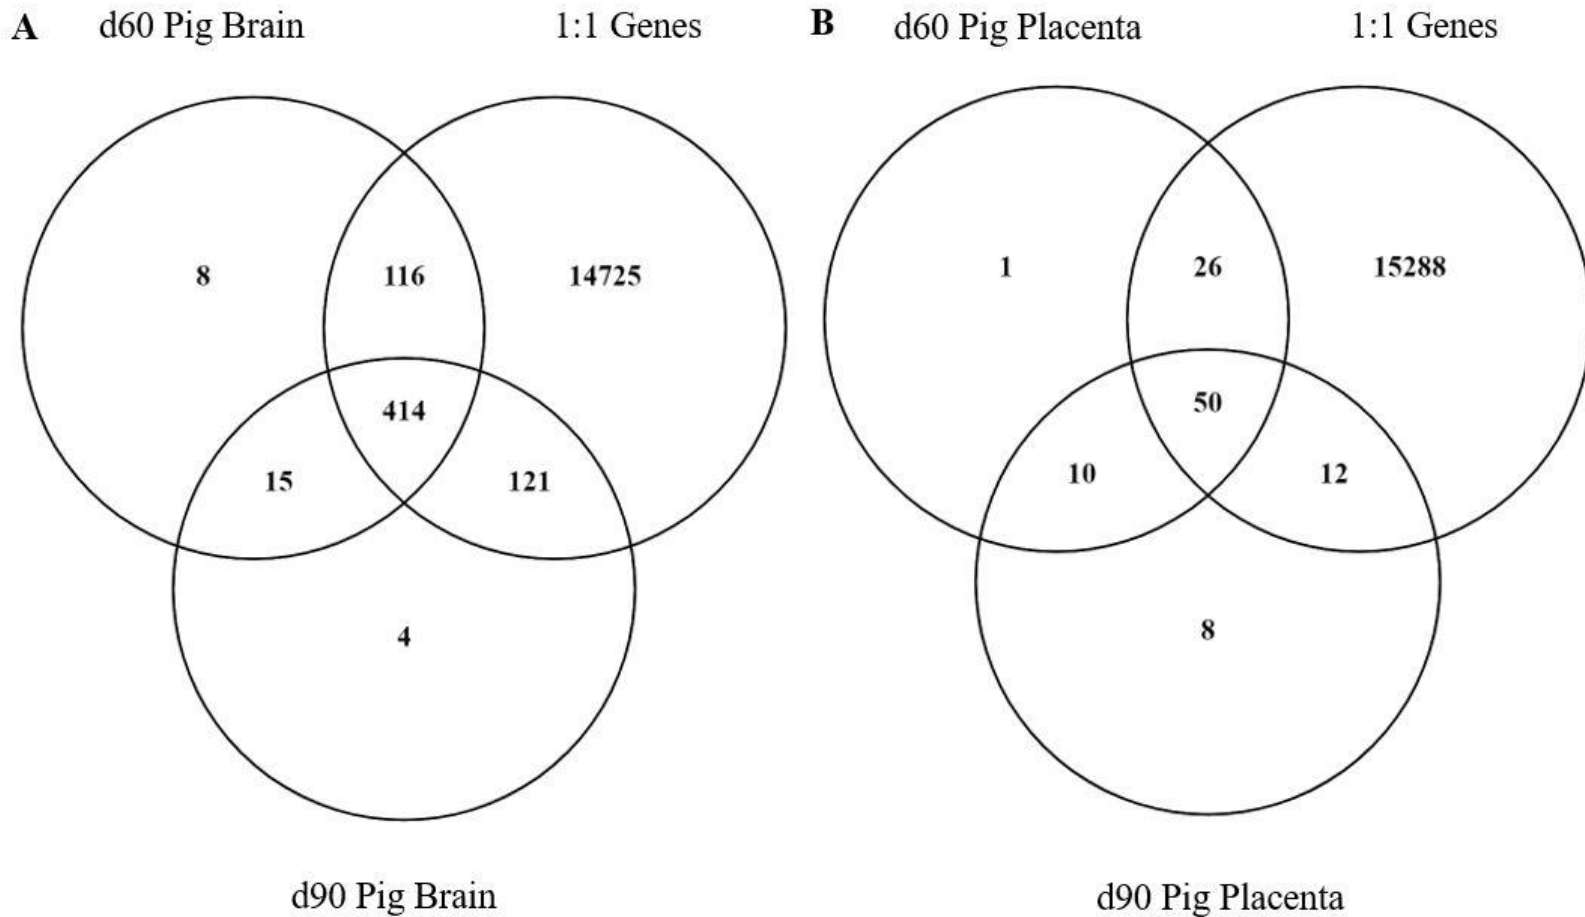 A d60 Pig Brain 1:1 Genes
8 116 14725
414
15 121
4
d90 Pig Brain
B d60 Pig Placenta 1:1 Genes
1 26 15288
50
10 12
8
d90 Pig Placenta